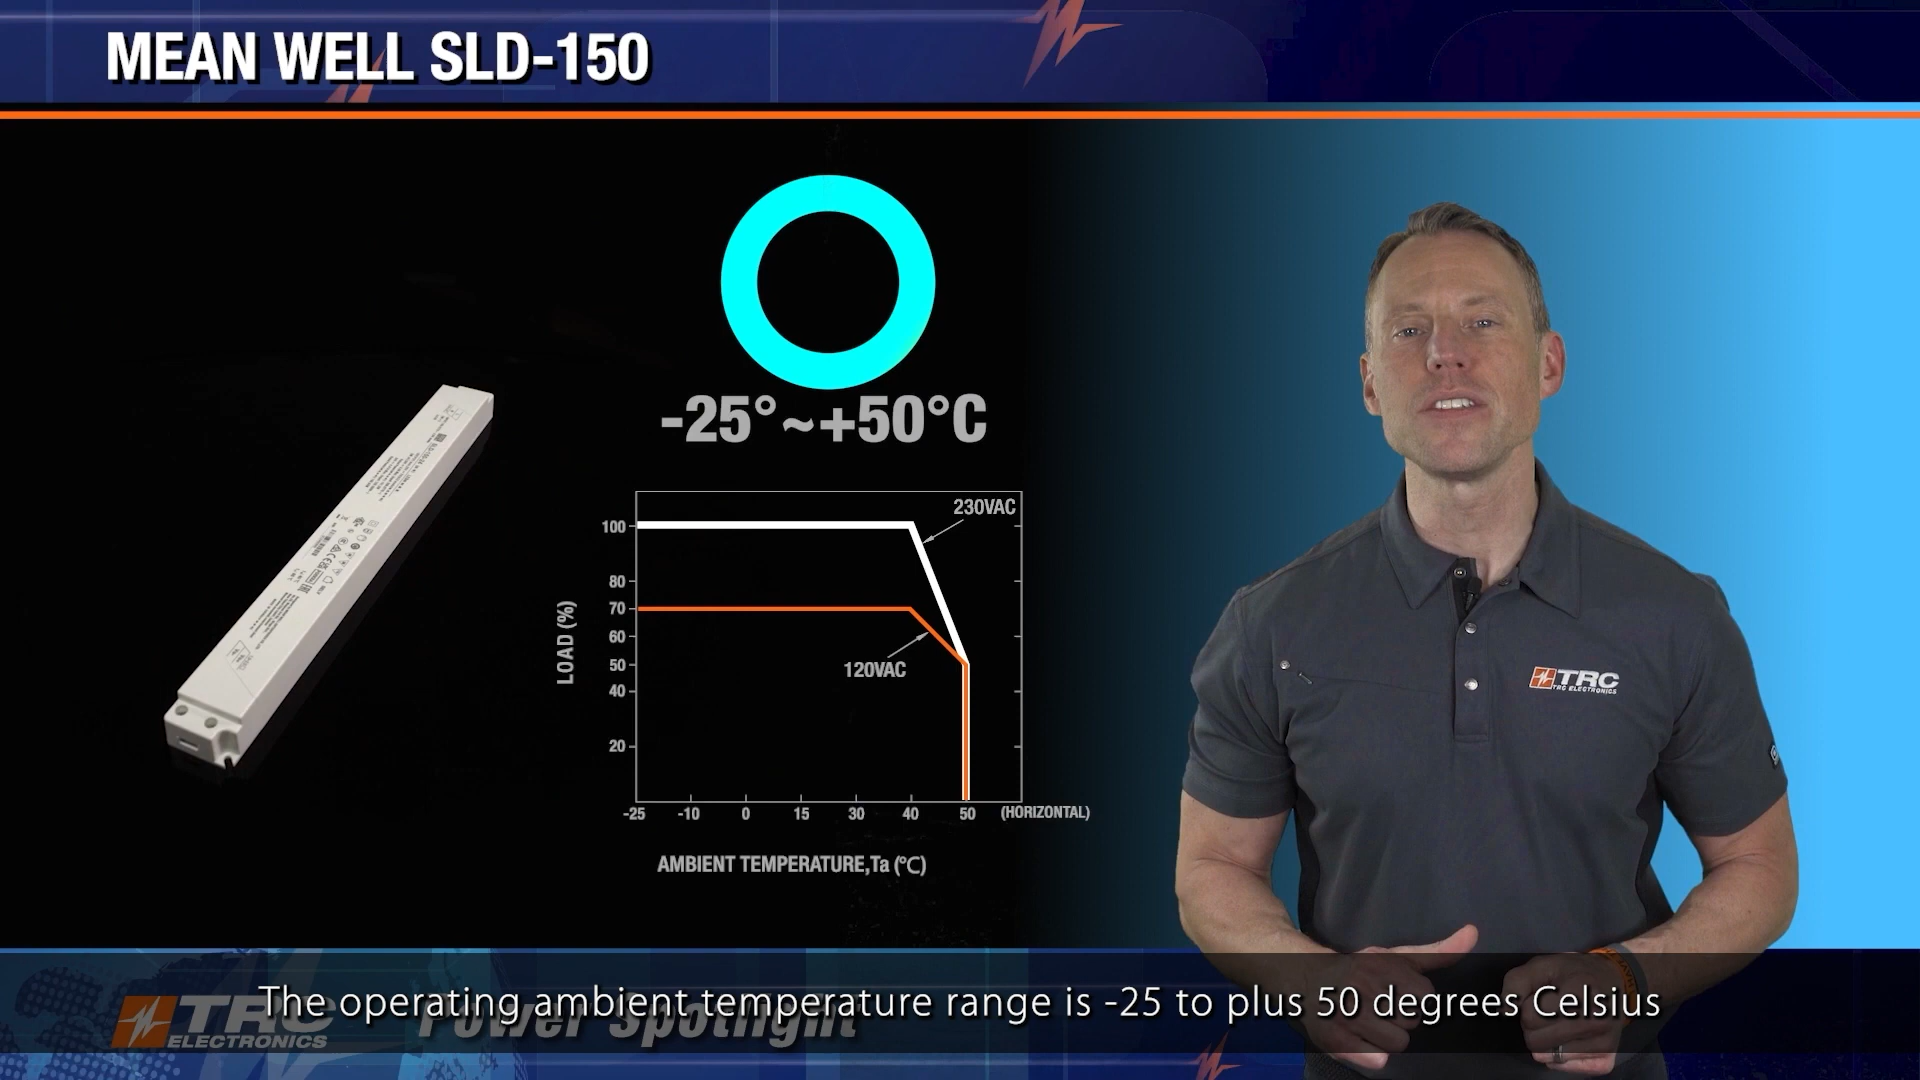 MEAN WELL SLD-150
-25°~+50°C
230VAC
100
80
70
60
50
40
20
LOAD (%)
120VAC
-25 -10 0 15 30 40 50 (HORIZONTAL)
AMBIENT TEMPERATURE,Ta (℃)
TRC
TRC ELECTRONICS
The operating ambient temperature range is -25 to plus 50 degrees Celsius
TRC Power Spotlight
ELECTRONICS